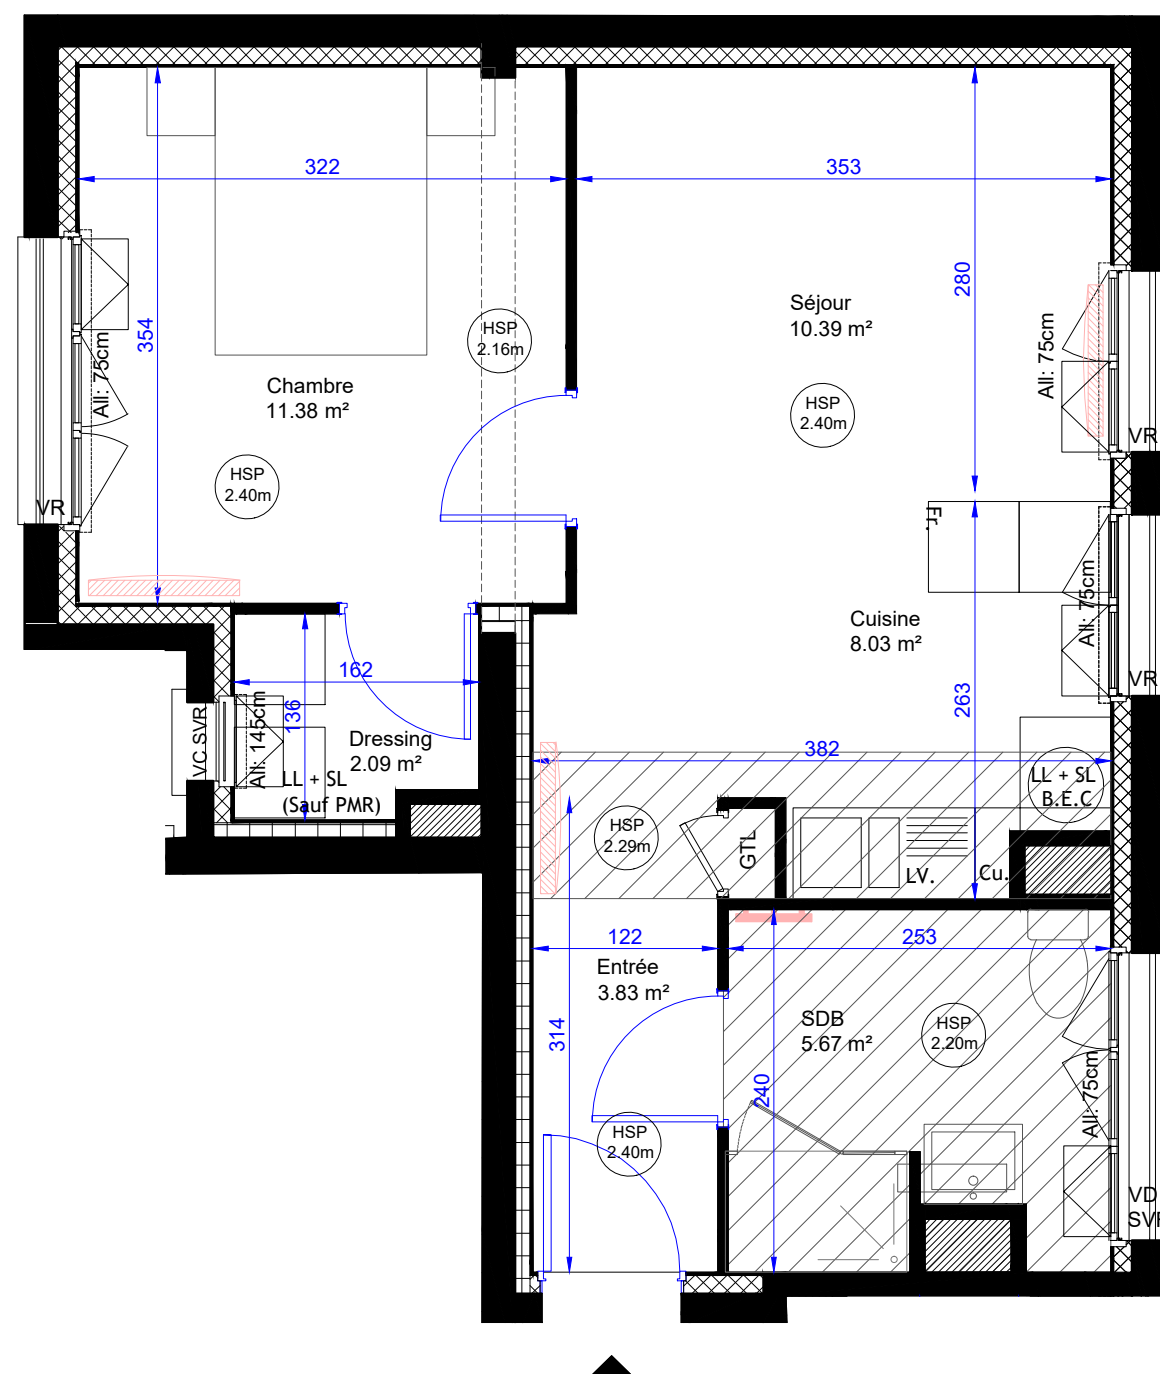 322
353
280
354
HSP
2.16m
Séjour
10.39 m²
All: 75cm
All: 75cm
Chambre
11.38 m²
HSP
2.40m
VR
HSP
2.40m
VR
Fr.
All: 75cm
Cuisine
8.03 m²
162
136
263
VR
VC SVR
All: 145cm
Dressing
2.09 m²
382
LL + SL
(Sauf PMR)
LL + SL
B.E.C
HSP
2.29m
GTL
LV.
Cu.
122
253
Entrée
3.83 m²
314
SDB
5.67 m²
HSP
2.20m
240
All: 75cm
HSP
2.40m
VD